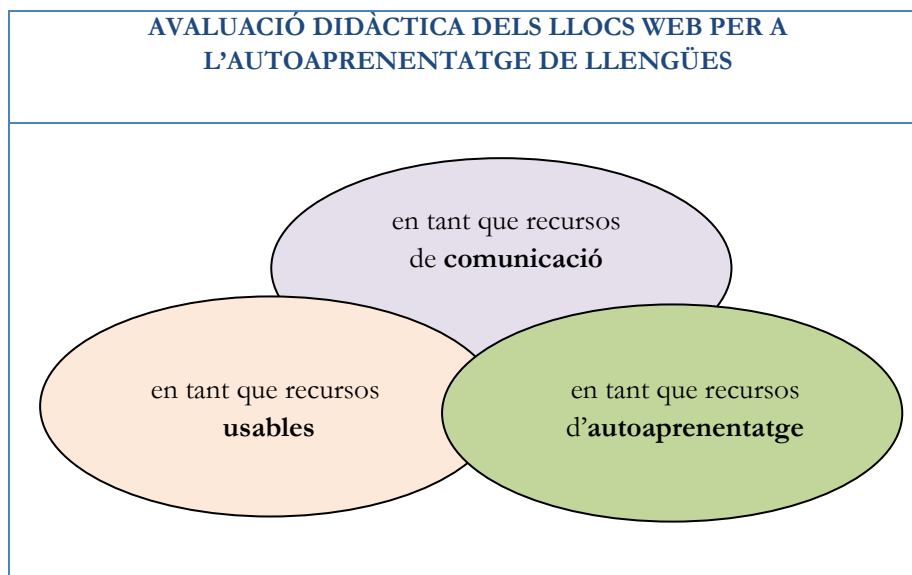 AVALUACIÓ DIDÀCTICA DELS LLOCS WEB PER A
L’AUTOAPRENENTATGE DE LLENGÜES
en tant que recursos
de comunicació
en tant que recursos
usables
en tant que recursos
d’autoaprenentatge